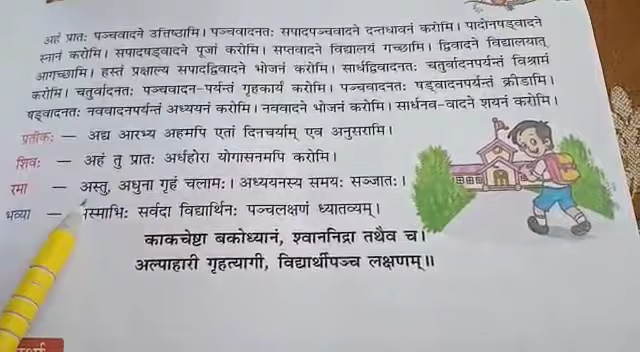 अहं प्रातः पञ्चवादने उत्तिष्ठामि। पञ्चवादनतः सपादपञ्चवादने दन्तधावनं करोमि। पादोनषड्वादने
स्नानं करोमि। सपादषड्वादने पूजां करोमि। सप्तवादने विद्यालयं गच्छामि। द्विवादने विद्यालयात्
आगच्छामि। हस्तं प्रक्षाल्य सपादद्विवादने भोजनं करोमि। सार्धद्विवादनतः चतुर्वादनपर्यन्तं विश्रामं
करोमि। चतुर्वादनतः पञ्चवादन-पर्यन्तं गृहकार्यं करोमि। पञ्चवादनतः षड्वादनपर्यन्तं क्रीडामि।
षड्वादनतः नववादनपर्यन्तं अध्ययनं करोमि। नववादने भोजनं करोमि। सार्धनव-वादने शयनं करोमि।
प्रतीकः — अद्य आरभ्य अहमपि एतां दिनचर्याम् एव अनुसरामि।
शिवः — अहं तु प्रातः अर्धहोरा योगासनमपि करोमि।
रमा — अस्तु, अधुना गृहं चलामः। अध्ययनस्य समयः सञ्जातः।
भव्या — स्माभिः सर्वदा विद्यार्थिनः पञ्चलक्षणं ध्यातव्यम्।
काकचेष्टा बकोध्यानं, श्वाननिद्रा तथैव च।
अल्पाहारी गृहत्यागी, विद्यार्थीपञ्च लक्षणम्॥